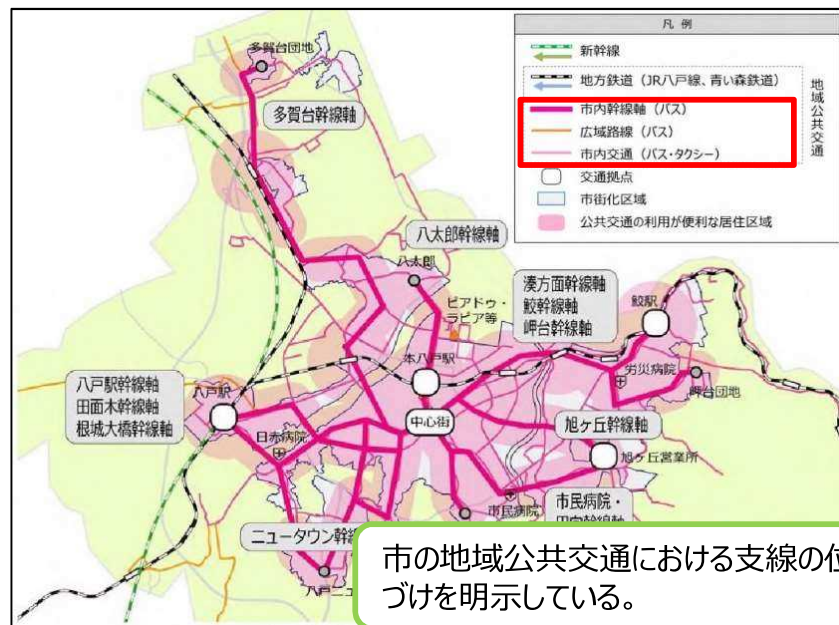 凡 例
新幹線
地方鉄道（JR八戸線、青い森鉄道）
市内幹線軸（バス）
広域路線（バス）
市内交通（バス・タクシー）
地域公共交通
交通拠点
市街化区域
公共交通の利用が便利な居住区域
多賀台団地
多賀台幹線軸
八太郎幹線軸
八太郎
ピアドゥ・
ラピア等
湊方面幹線軸
鮫幹線軸
岬台幹線軸
鮫駅
本八戸駅
労災病院
岬台団地
八戸駅幹線軸
田面木幹線軸
根城大橋幹線軸
八戸駅
中心街
日赤病院
旭ヶ丘幹線軸
旭ヶ丘営業所
市民病院
市民病院・
ニュータウン幹
市の地域公共交通における支線の位
づけを明示している。